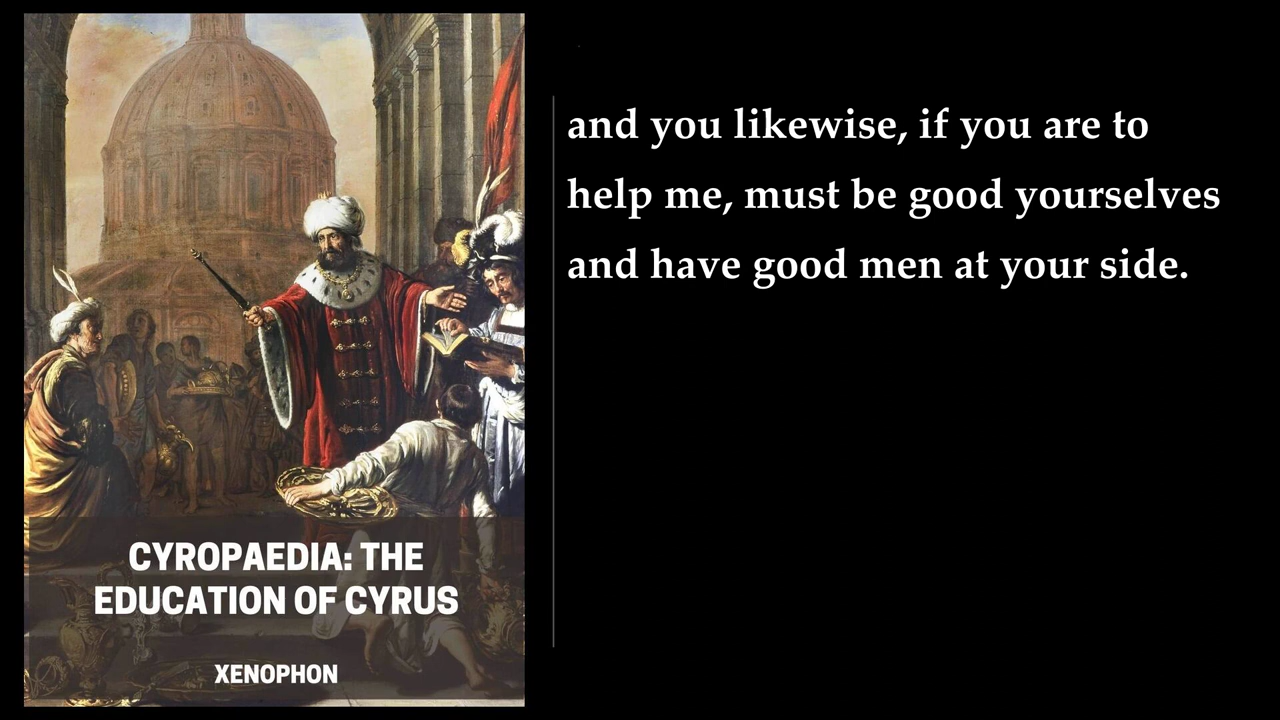 CYROPAEDIA: THE
EDUCATION OF CYRUS
XENOPHON
and you likewise, if you are to
help me, must be good yourselves
and have good men at your side.